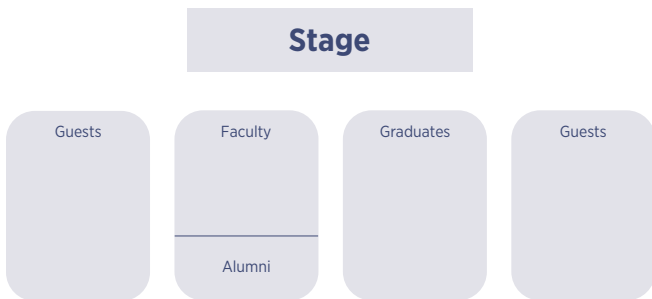 Stage
Guests
Faculty
Graduates
Guests
Alumni